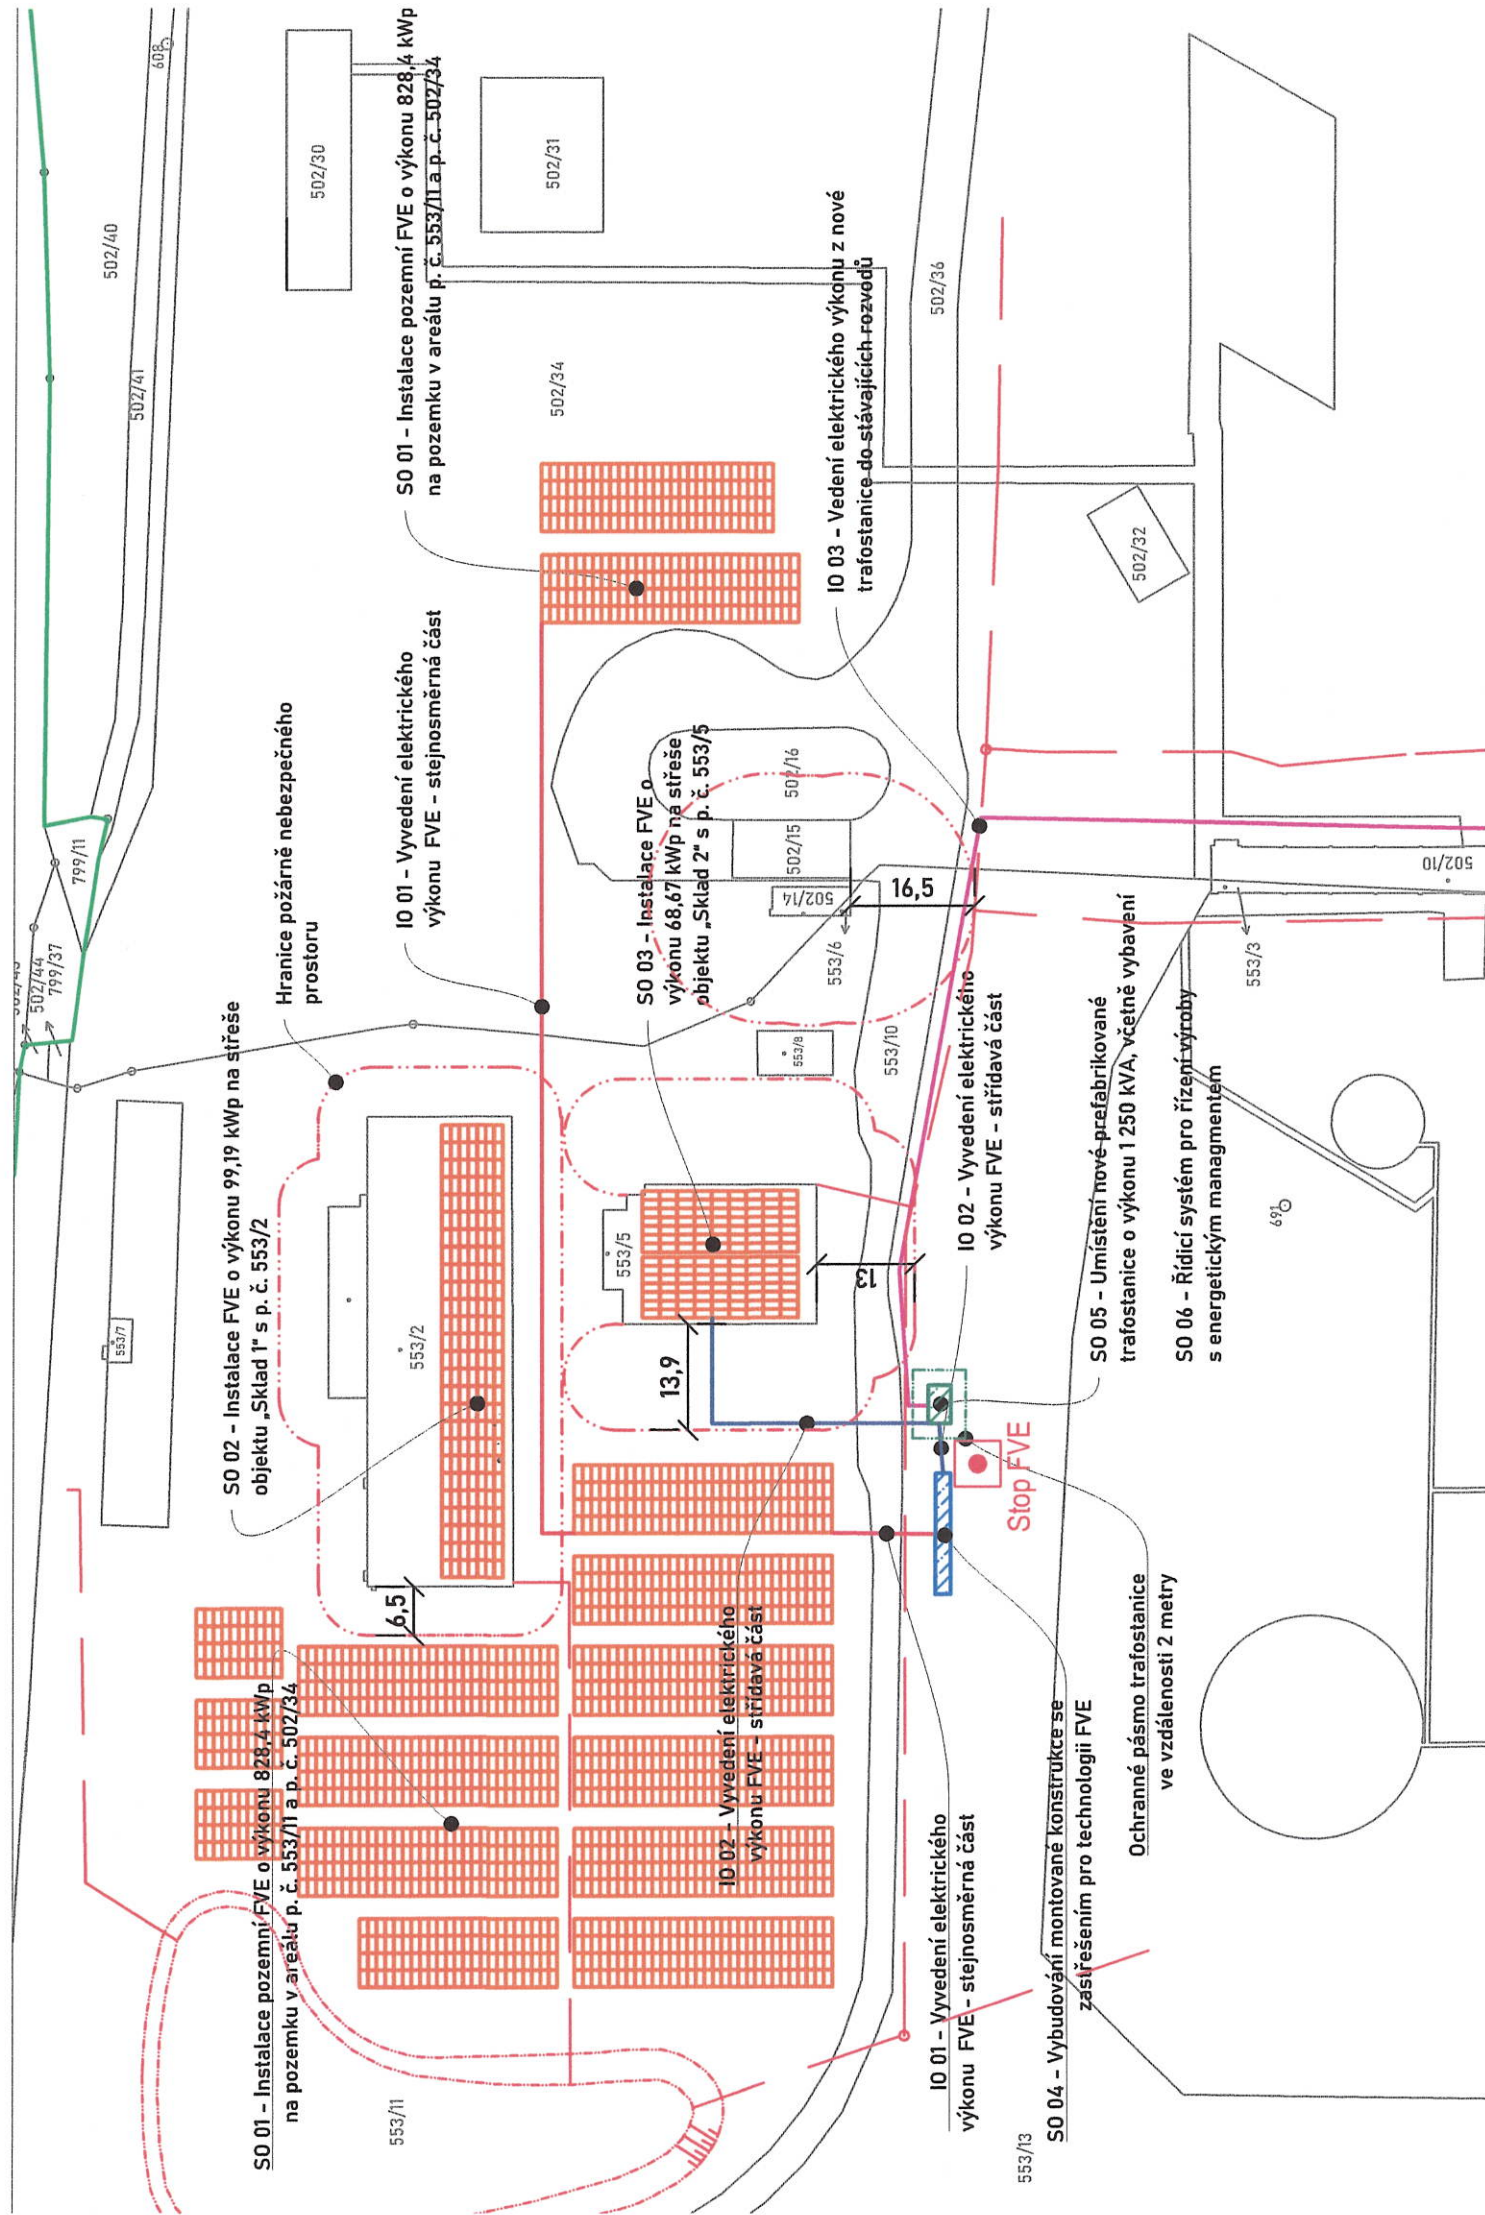 SO 01 – Instalace pozemní FVE o výkonu 828,4 kWp
na pozemku v areálu p. č. 553/11 a p. č. 502/34
SO 02 – Instalace FVE o výkonu 99,19 kWp na střeše
objektu „Sklad 1" s p. č. 553/2
Hranice požárně nebezpečného
prostoru
IO 01 – Vyvedení elektrického
výkonu FVE – stejnosměrná část
SO 01 – Instalace pozemní FVE o výkonu 828,4 kWp
na pozemku v areálu p. č. 553/11 a p. č. 502/34
SO 03 – Instalace FVE o
výkonu 68,67 kWp na střeše
objektu „Sklad 2" s p. č. 553/5
IO 03 – Vedení elektrického výkonu z nové
trafostanice do stávajících rozvodů
IO 02 – Vyvedení elektrického
výkonu FVE – střídavá část
IO 02 – Vyvedení elektrického
výkonu FVE – střídavá část
SO 05 – Umístění nové prefabrikované
trafostanice o výkonu 1 250 kVA, včetně vybavení
SO 06 – Řídicí systém pro řízení výroby
s energetickým managmentem
IO 01 – Vyvedení elektrického
výkonu FVE – stejnosměrná část
SO 04 – Vybudování montované konstrukce se
zastřešením pro technologii FVE
Ochranné pásmo trafostanice
ve vzdálenosti 2 metry
Stop FVE
6,5
13,9
13
16,5
502/44
799/37
799/11
502/41
502/40
608
502/30
502/31
502/34
502/36
502/32
502/16
502/15
502/14
502/10
553/7
553/2
553/5
553/8
553/6
553/10
553/3
691
553/11
553/13